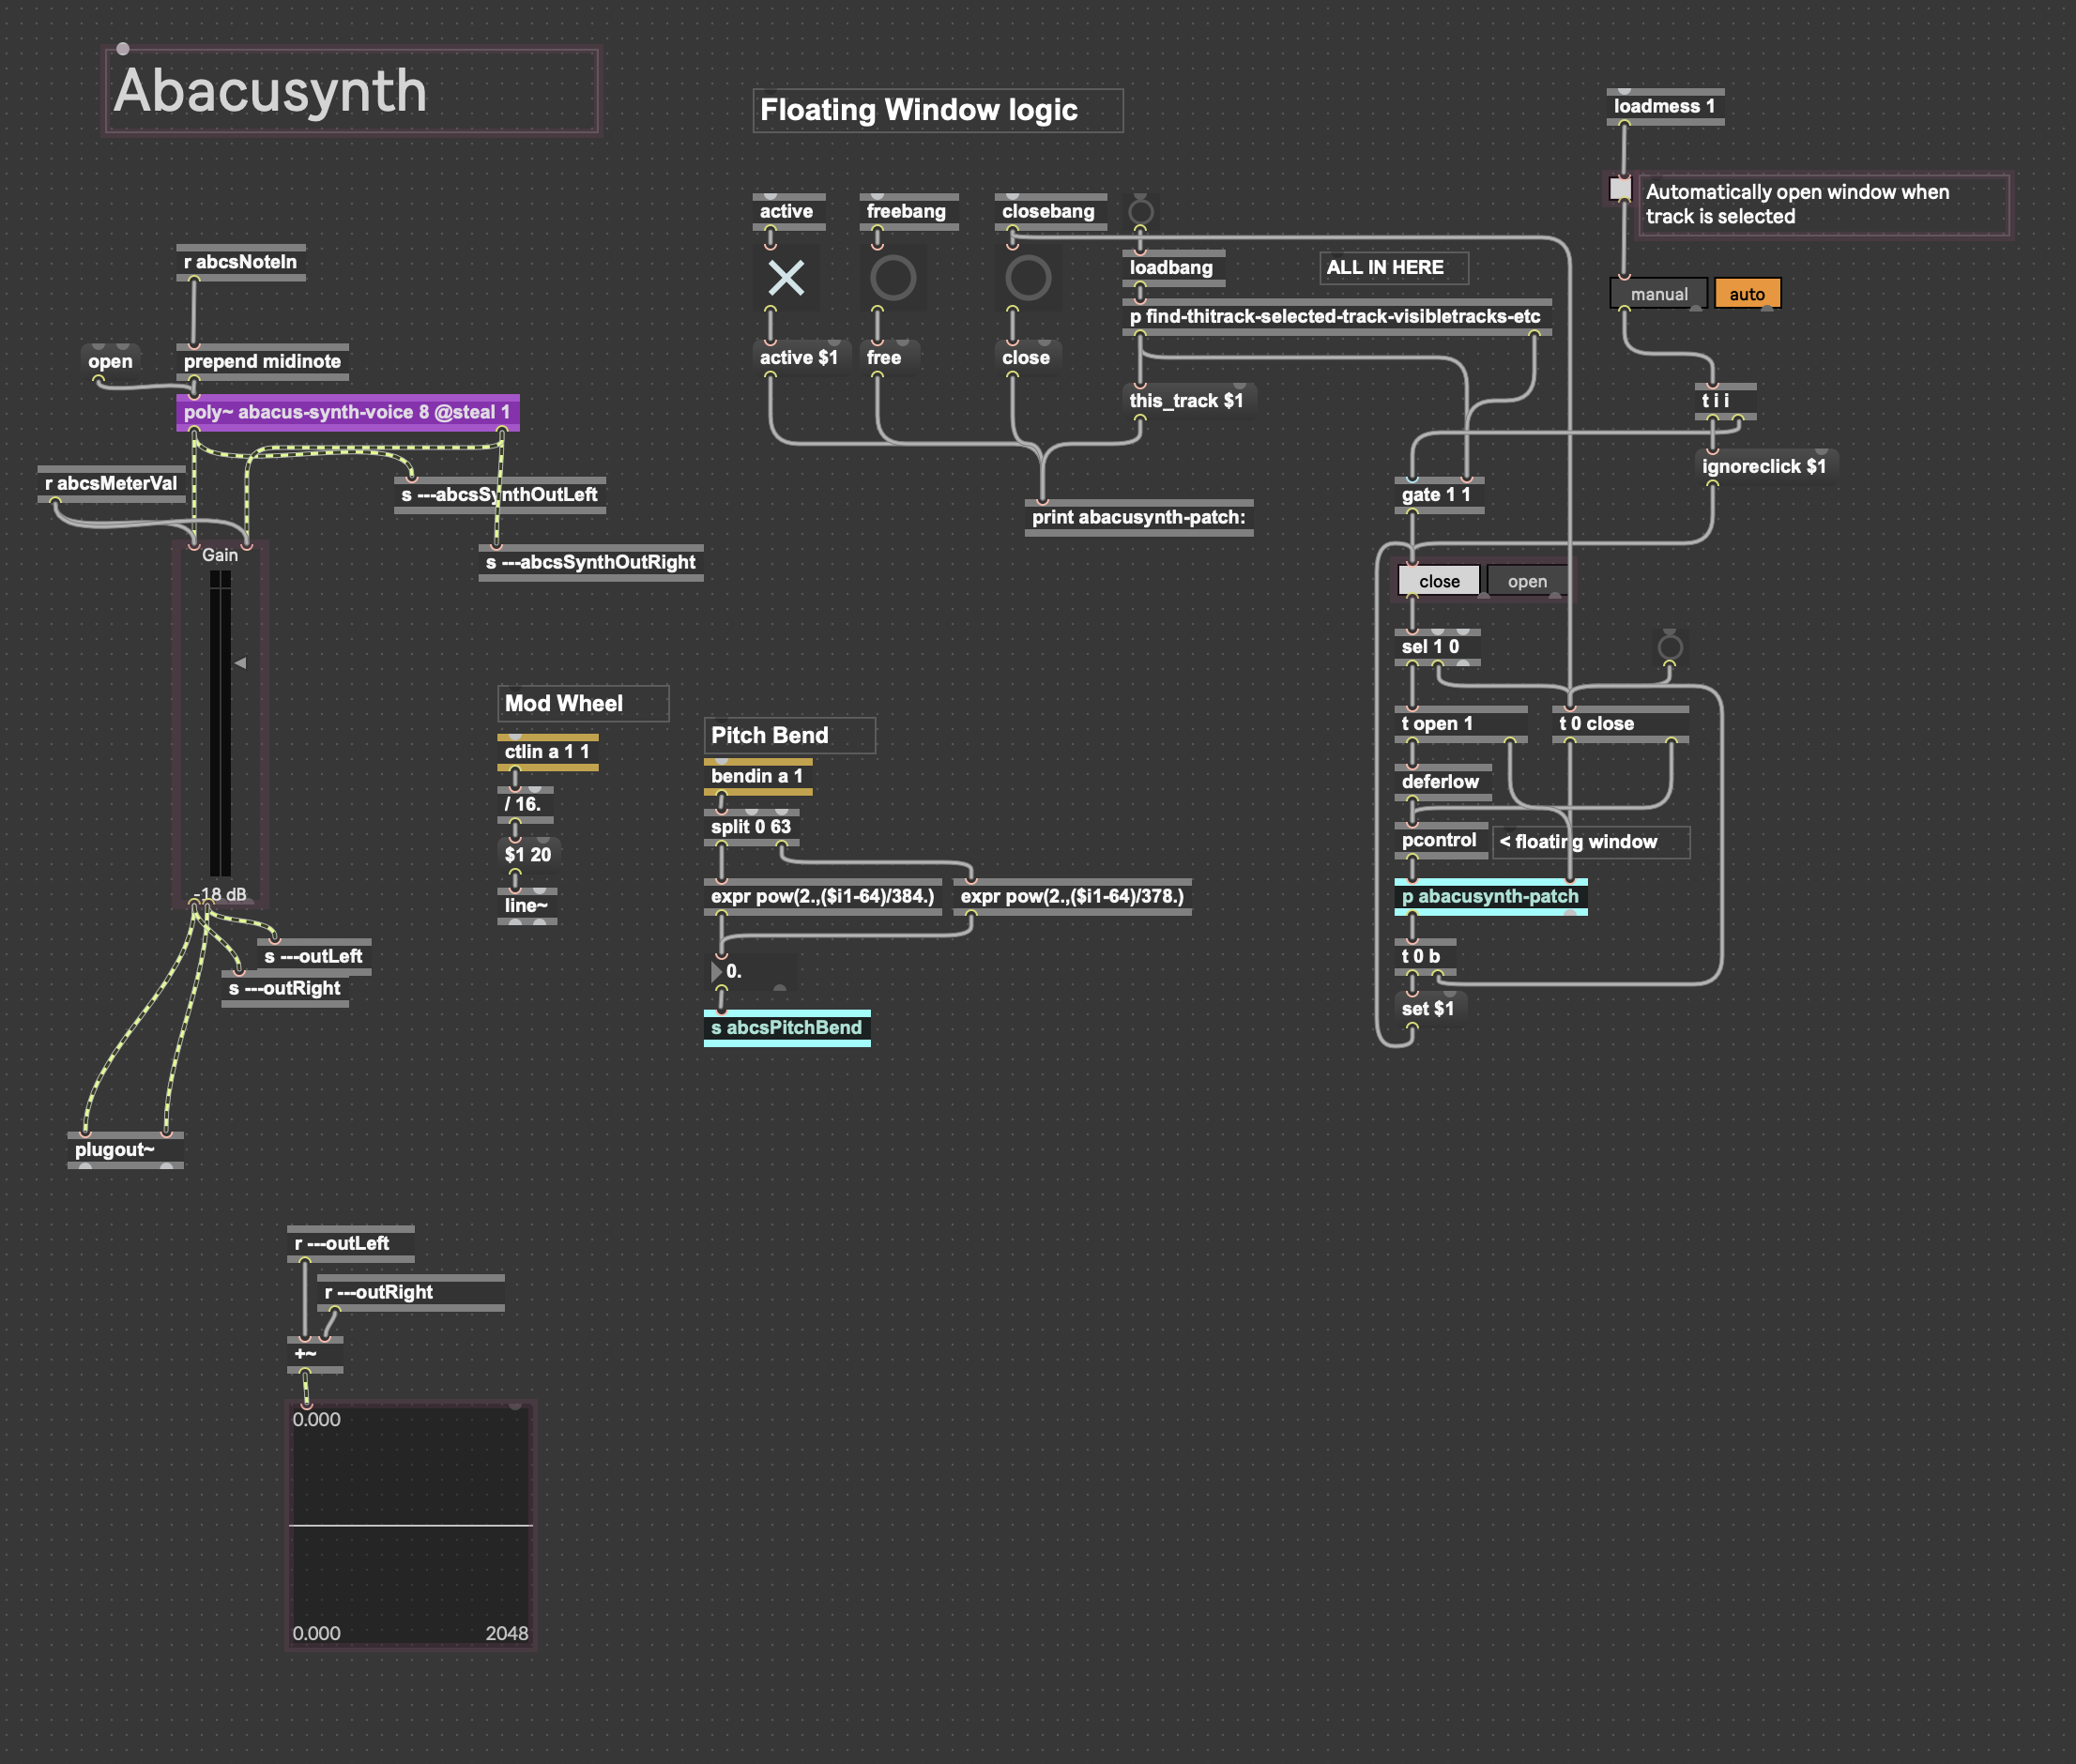 Abacusynth
Floating Window logic
loadmess 1
Automatically open window when
track is selected
active
freebang
closebang
r abcsNoteIn
loadbang
ALL IN HERE
manual
auto
p find-thitrack-selected-track-visibletracks-etc
open
prepend midinote
active $1
free
close
this_track $1
t i i
poly~ abacus-synth-voice 8 @steal 1
ignoreclick $1
r abcsMeterVal
s ---abcsSynthOutLeft
gate 1 1
print abacusynth-patch:
Gain
s ---abcsSynthOutRight
close
open
sel 1 0
Mod Wheel
Pitch Bend
t open 1
t 0 close
ctlin a 1 1
bendin a 1
deferlow
/ 16.
split 0 63
pcontrol
< floating window
$1 20
-18 dB
expr pow(2.,($i1-64)/384.)
expr pow(2.,($i1-64)/378.)
p abacusynth-patch
line~
s ---outLeft
t 0 b
0.
s ---outRight
set $1
s abcsPitchBend
plugout~
r ---outLeft
r ---outRight
+~
0.000
0.000
2048